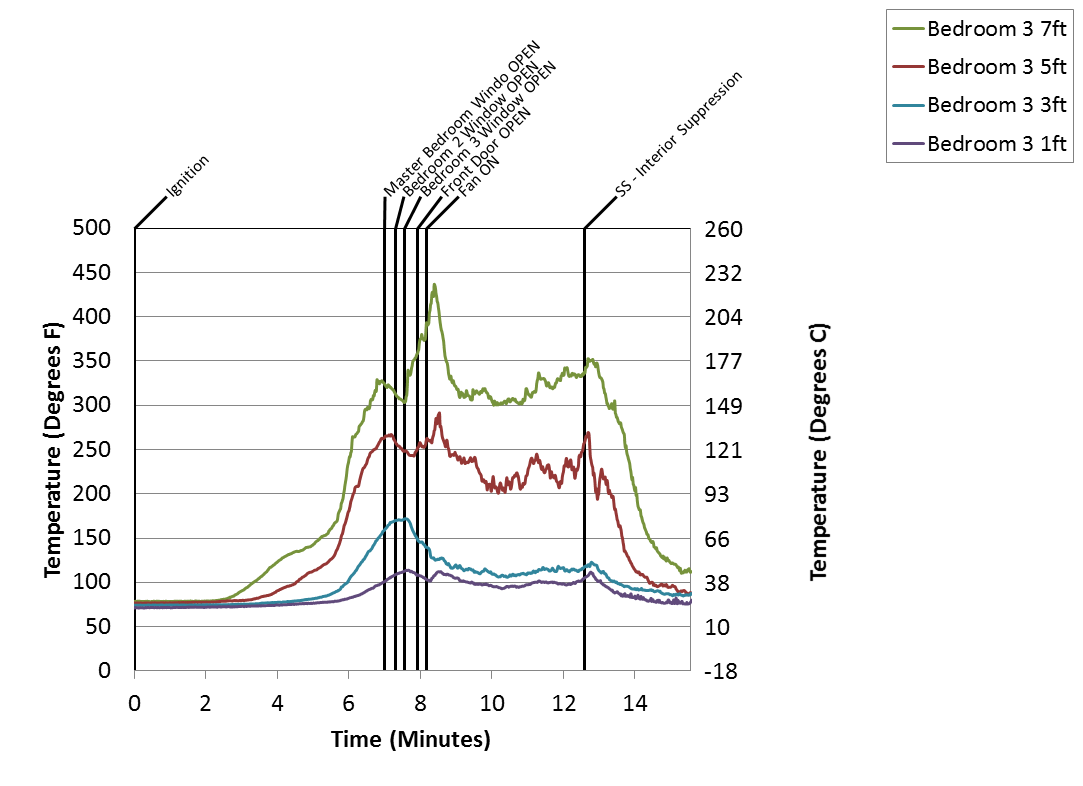 Bedroom 3 7ft
Bedroom 3 5ft
Bedroom 3 3ft
Bedroom 3 1ft
Ignition
Master Bedroom Windo OPEN
Bedroom 2 Window OPEN
Bedroom 3 Window OPEN
Front Door OPEN
Fan ON
SS - Interior Suppression
Temperature (Degrees F)
500
450
400
350
300
250
200
150
100
50
0
260
232
204
177
149
121
93
66
38
10
-18
Temperature (Degrees C)
0 2 4 6 8 10 12 14
Time (Minutes)